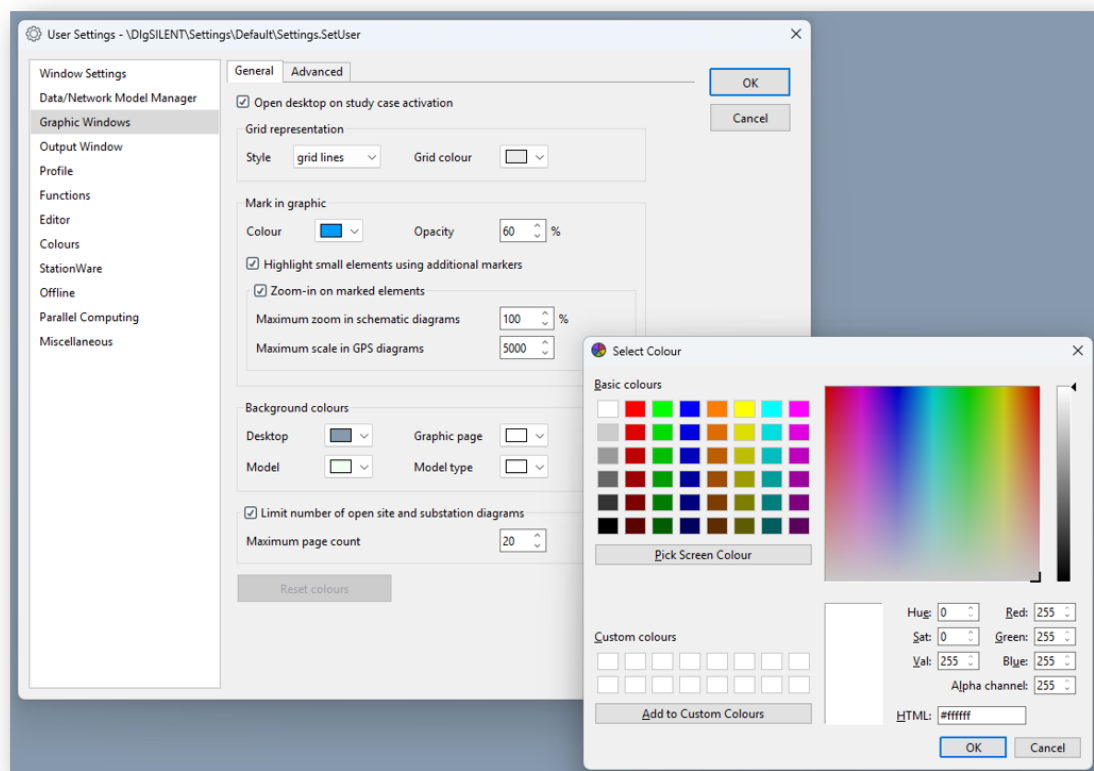 User Settings - \DIgSILENT\Settings\Default\Settings.SetUser
Window Settings
Data/Network Model Manager
Graphic Windows
Output Window
Profile
Functions
Editor
Colours
StationWare
Offline
Parallel Computing
Miscellaneous
General Advanced
OK
Cancel
Open desktop on study case activation
Grid representation
Style grid lines Grid colour
Mark in graphic
Colour Opacity 60 %
Highlight small elements using additional markers
Zoom-in on marked elements
Maximum zoom in schematic diagrams 100 %
Maximum scale in GPS diagrams 5000
Background colours
Desktop Graphic page
Model Model type
Limit number of open site and substation diagrams
Maximum page count 20
Reset colours
Select Colour
Basic colours
Pick Screen Colour
Custom colours
Add to Custom Colours
Hue: 0 Red: 255
Sat: 0 Green: 255
Val: 255 Blue: 255
Alpha channel: 255
HTML: #ffffff
OK Cancel